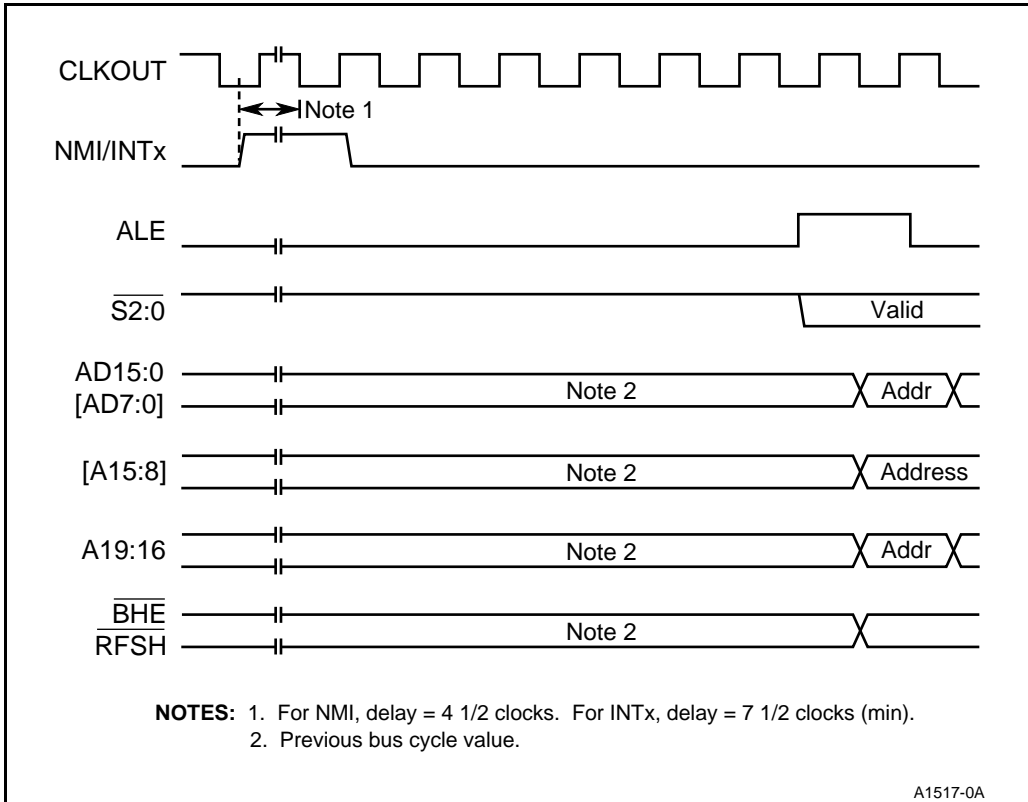 CLKOUT
Note 1
NMI/INTx
ALE
S2:0
Valid
AD15:0
[AD7:0]
Note 2
Addr
[A15:8]
Note 2
Address
A19:16
Note 2
Addr
BHE
RFSH
Note 2
NOTES: 1. For NMI, delay = 4 1/2 clocks. For INTx, delay = 7 1/2 clocks (min).
2. Previous bus cycle value.
A1517-0A